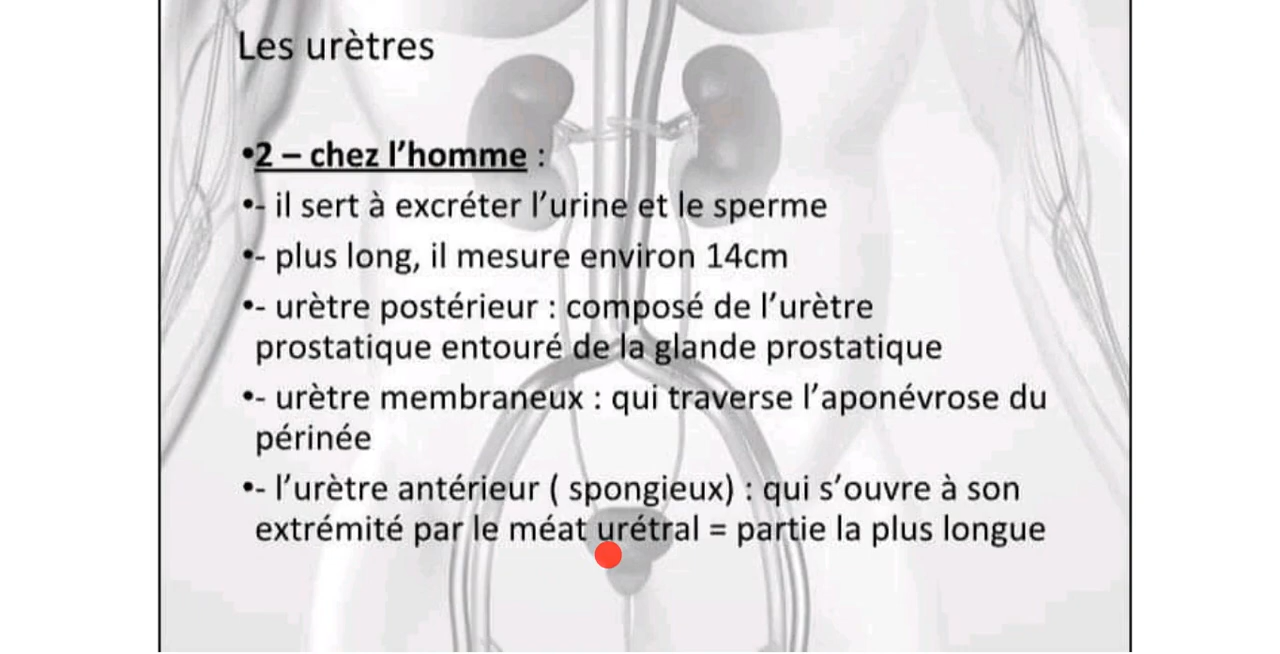 Les urètres
•2 – chez l’homme :
•- il sert à excréter l’urine et le sperme
•- plus long, il mesure environ 14cm
•- urètre postérieur : composé de l’urètre
prostatique entouré de la glande prostatique
•- urètre membraneux : qui traverse l’aponévrose du
périnée
•- l’urètre antérieur ( spongieux) : qui s’ouvre à son
extrémité par le méat urétral = partie la plus longue